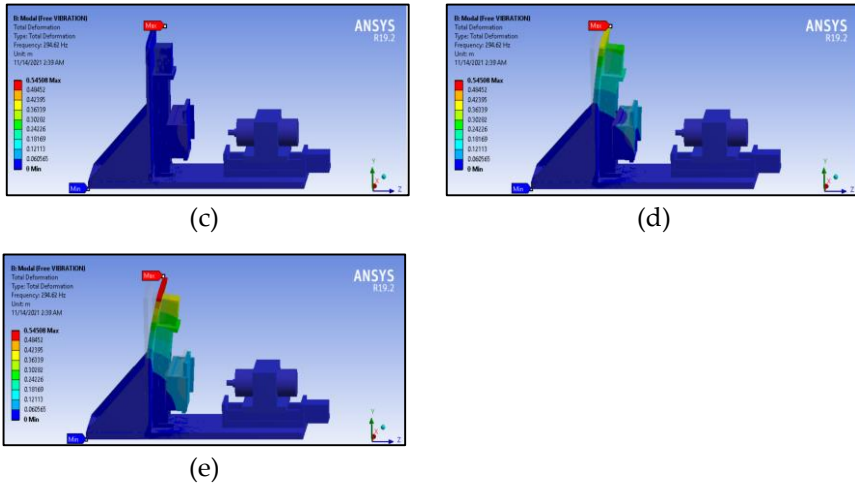 B: Modal (Free VIBRATION)
Total Deformation
Type: Total Deformation
Frequency: 294.62 Hz
Unit: m
11/14/2021 2:39 AM
0.54508 Max
0.48452
0.42395
0.36339
0.30282
0.24226
0.18169
0.12113
0.060565
0 Min
Max
Min
ANSYS
R19.2
Y
X
Z
(c)
B: Modal (Free VIBRATION)
Total Deformation
Type: Total Deformation
Frequency: 294.62 Hz
Unit: m
11/14/2021 2:39 AM
0.54508 Max
0.48452
0.42395
0.36339
0.30282
0.24226
0.18169
0.12113
0.060565
0 Min
Max
Min
ANSYS
R19.2
Y
X
Z
(d)
B: Modal (Free VIBRATION)
Total Deformation
Type: Total Deformation
Frequency: 294.62 Hz
Unit: m
11/14/2021 2:39 AM
0.54508 Max
0.48452
0.42395
0.36339
0.30282
0.24226
0.18169
0.12113
0.060565
0 Min
Max
Min
ANSYS
R19.2
Y
X
Z
(e)